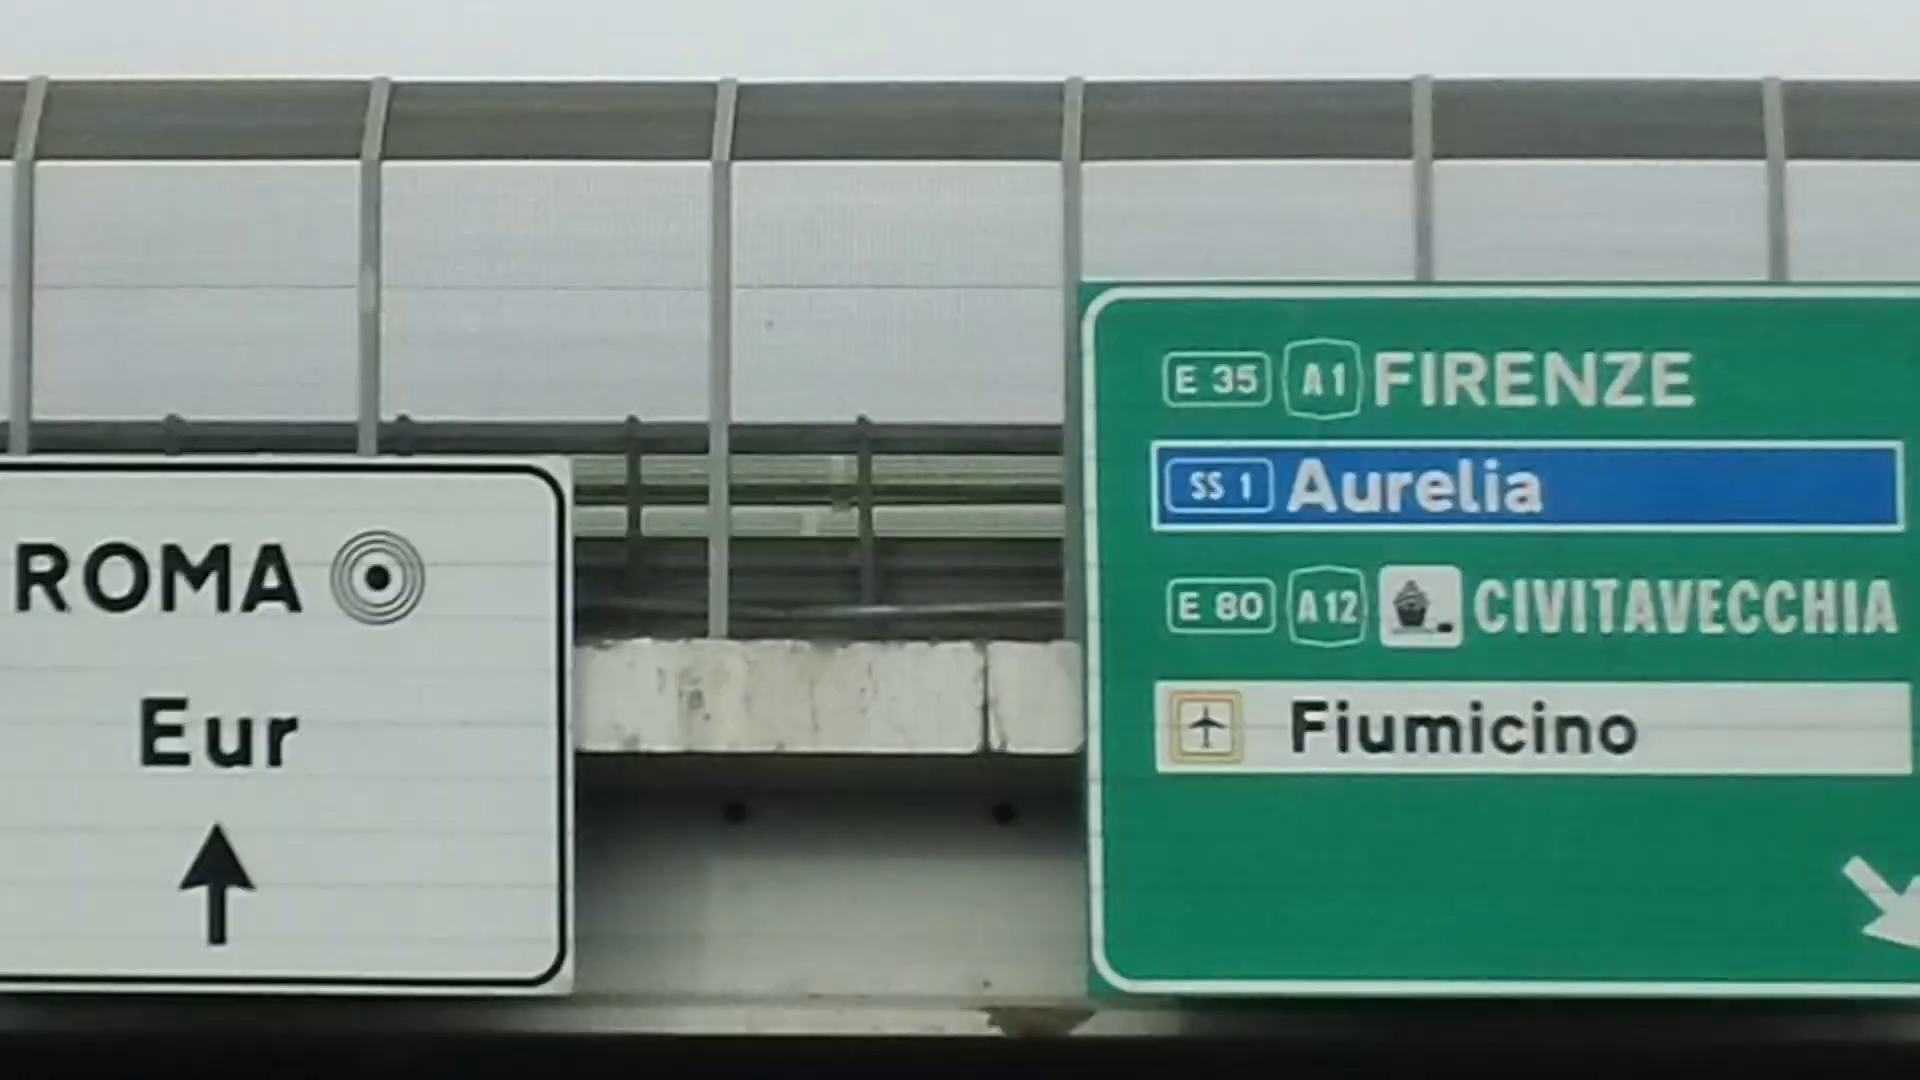 ROMA
Eur
E 35 A1 FIRENZE
SS 1 Aurelia
E 80 A12 CIVITAVECCHIA
Fiumicino